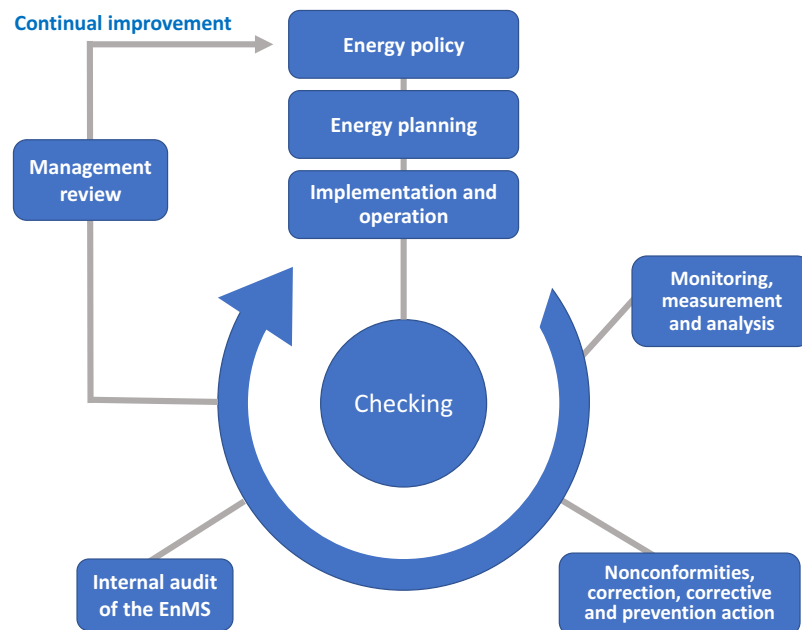 Continual improvement
Energy policy
Energy planning
Management
review
Implementation and
operation
Monitoring,
measurement
and analysis
Checking
Internal audit
of the EnMS
Nonconformities,
correction, corrective
and prevention action